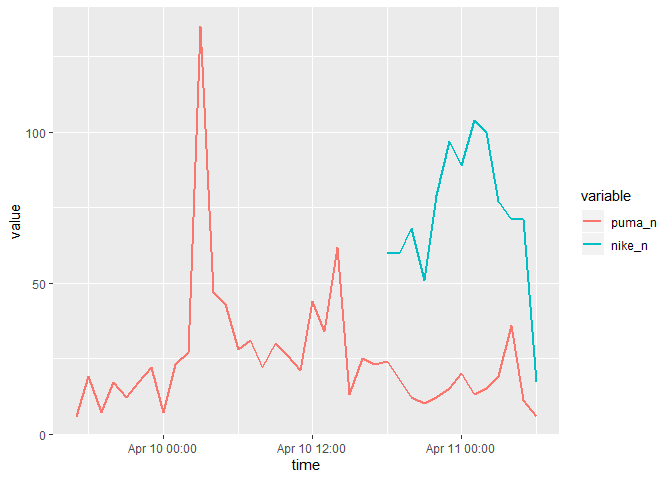 value
100
50
0
Apr 10 00:00
Apr 10 12:00
Apr 11 00:00
time
variable
puma_n
nike_n